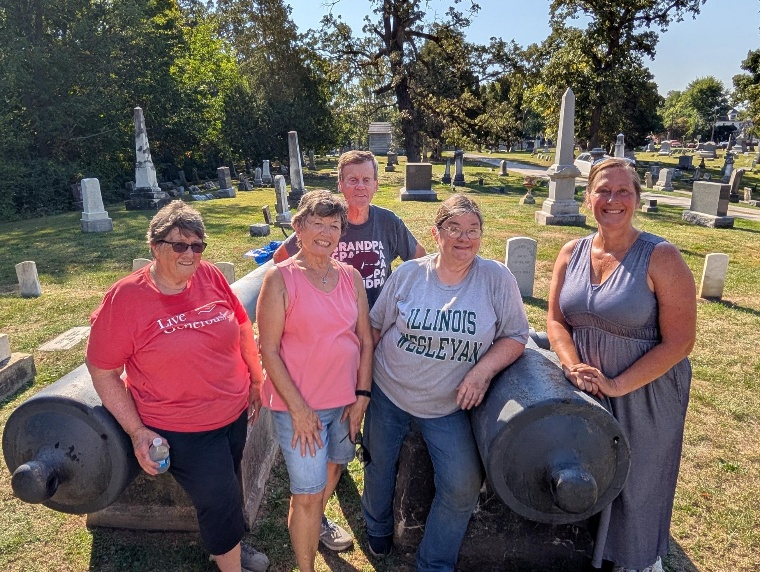 GRANDPA
Live
Generously
ILLINOIS
WESLEYAN